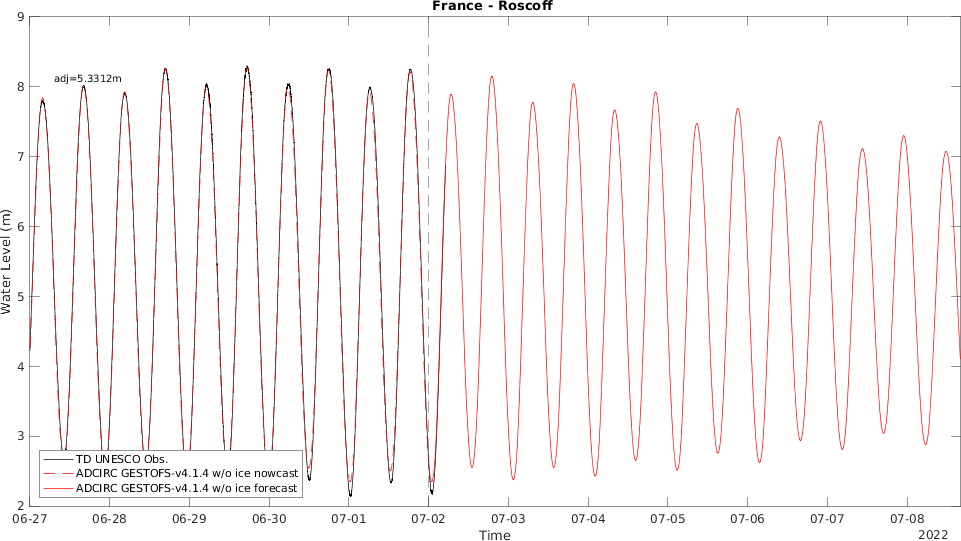 France - Roscoff
9
8
7
6
5
4
3
2
Water Level (m)
adj=5.3312m
TD UNESCO Obs.
ADCIRC GESTOFS-v4.1.4 w/o ice nowcast
ADCIRC GESTOFS-v4.1.4 w/o ice forecast
06-27 06-28 06-29 06-30 07-01 07-02 07-03 07-04 07-05 07-06 07-07 07-08
Time
2022